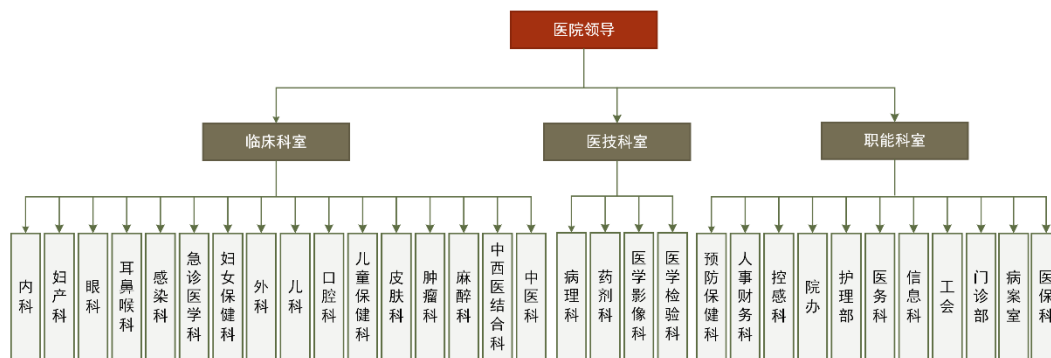 医院领导
临床科室
医技科室
职能科室
内科
妇产科
眼科
耳鼻喉科
感染科
急诊医学科
妇女保健科
外科
儿科
口腔科
儿童保健科
皮肤科
肿瘤科
麻醉科
中西医结合科
中医科
病理科
药剂科
医学影像科
医学检验科
预防保健科
人事财务科
控感科
院办
护理部
医务科
信息科
工会
门诊部
病案室
医保科